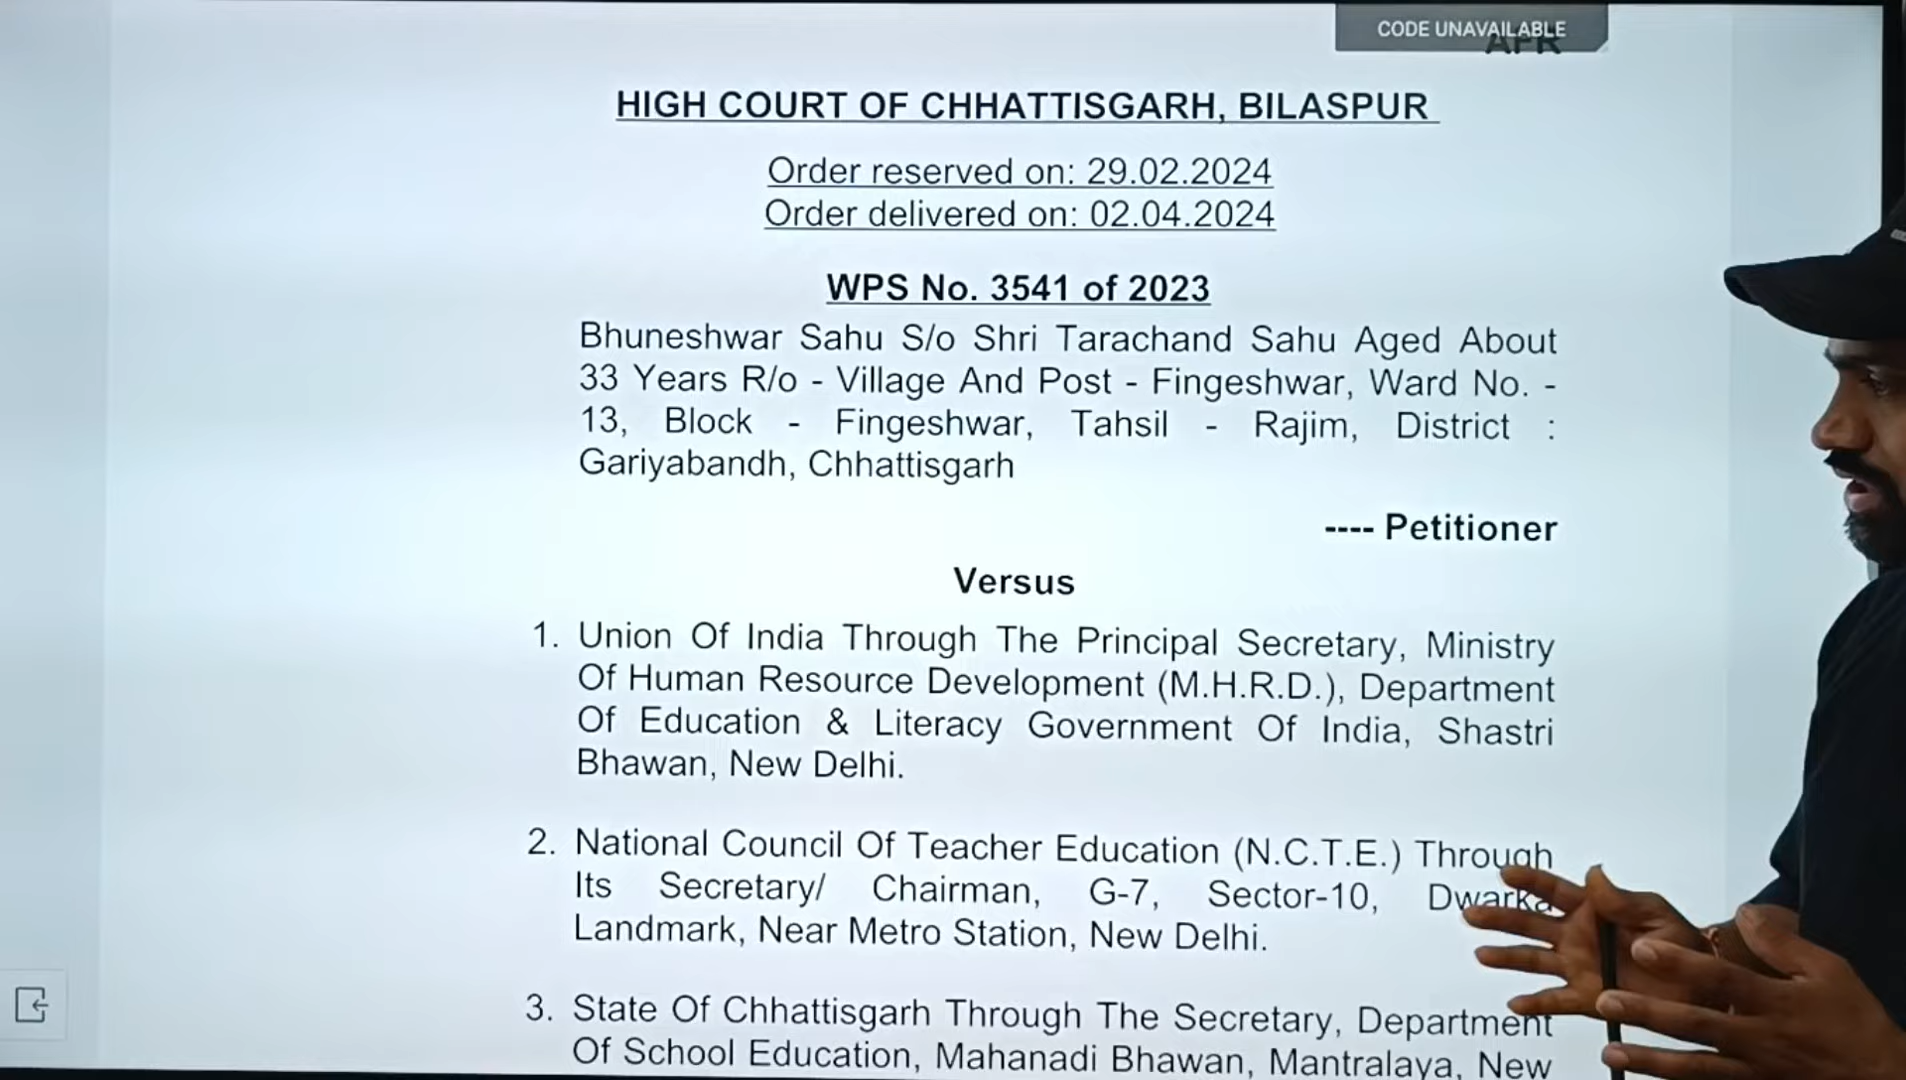 CODE UNAVAILABLE
AFR
HIGH COURT OF CHHATTISGARH, BILASPUR
Order reserved on: 29.02.2024
Order delivered on: 02.04.2024
WPS No. 3541 of 2023
Bhuneshwar Sahu S/o Shri Tarachand Sahu Aged About
33 Years R/o - Village And Post - Fingeshwar, Ward No. -
13, Block - Fingeshwar, Tahsil - Rajim, District :
Gariyabandh, Chhattisgarh
---- Petitioner
Versus
1. Union Of India Through The Principal Secretary, Ministry
Of Human Resource Development (M.H.R.D.), Department
Of Education & Literacy Government Of India, Shastri
Bhawan, New Delhi.
2. National Council Of Teacher Education (N.C.T.E.) Through
Its Secretary/ Chairman, G-7, Sector-10, Dwarka
Landmark, Near Metro Station, New Delhi.
3. State Of Chhattisgarh Through The Secretary, Department
Of School Education, Mahanadi Bhawan, Mantralaya, New